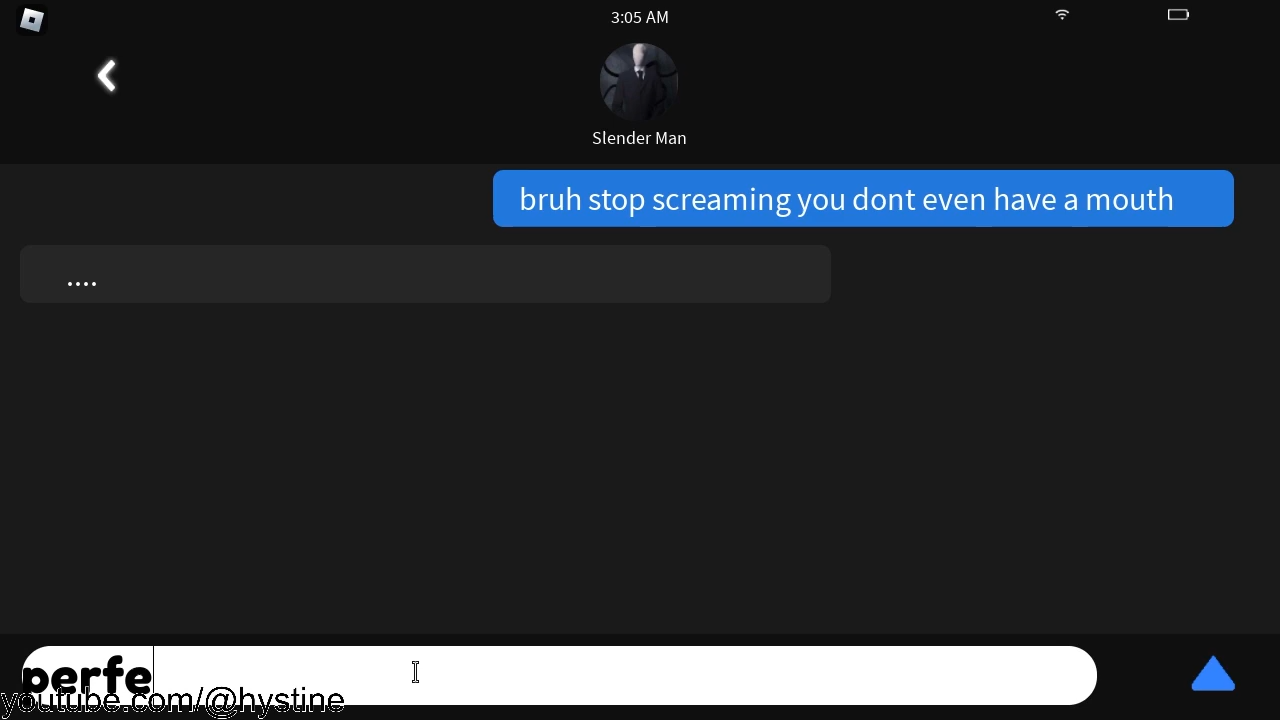 3:05 AM
Slender Man
bruh stop screaming you dont even have a mouth
....
perfe
youtube.com/@hystine